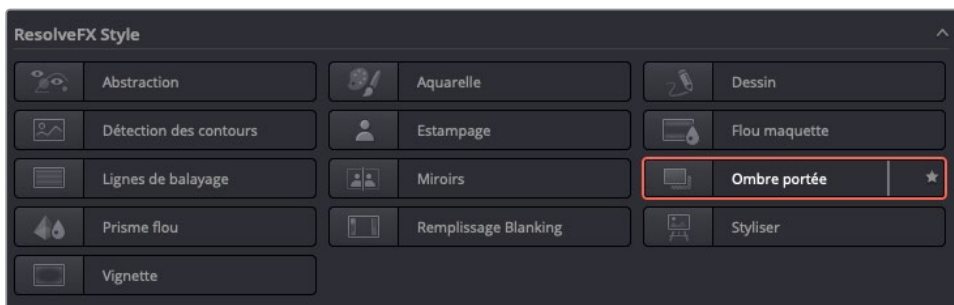 ResolveFX Style
Abstraction
Aquarelle
Dessin
Détection des contours
Estampage
Flou maquette
Lignes de balayage
Miroirs
Ombre portée
Prisme flou
Remplissage Blanking
Styliser
Vignette